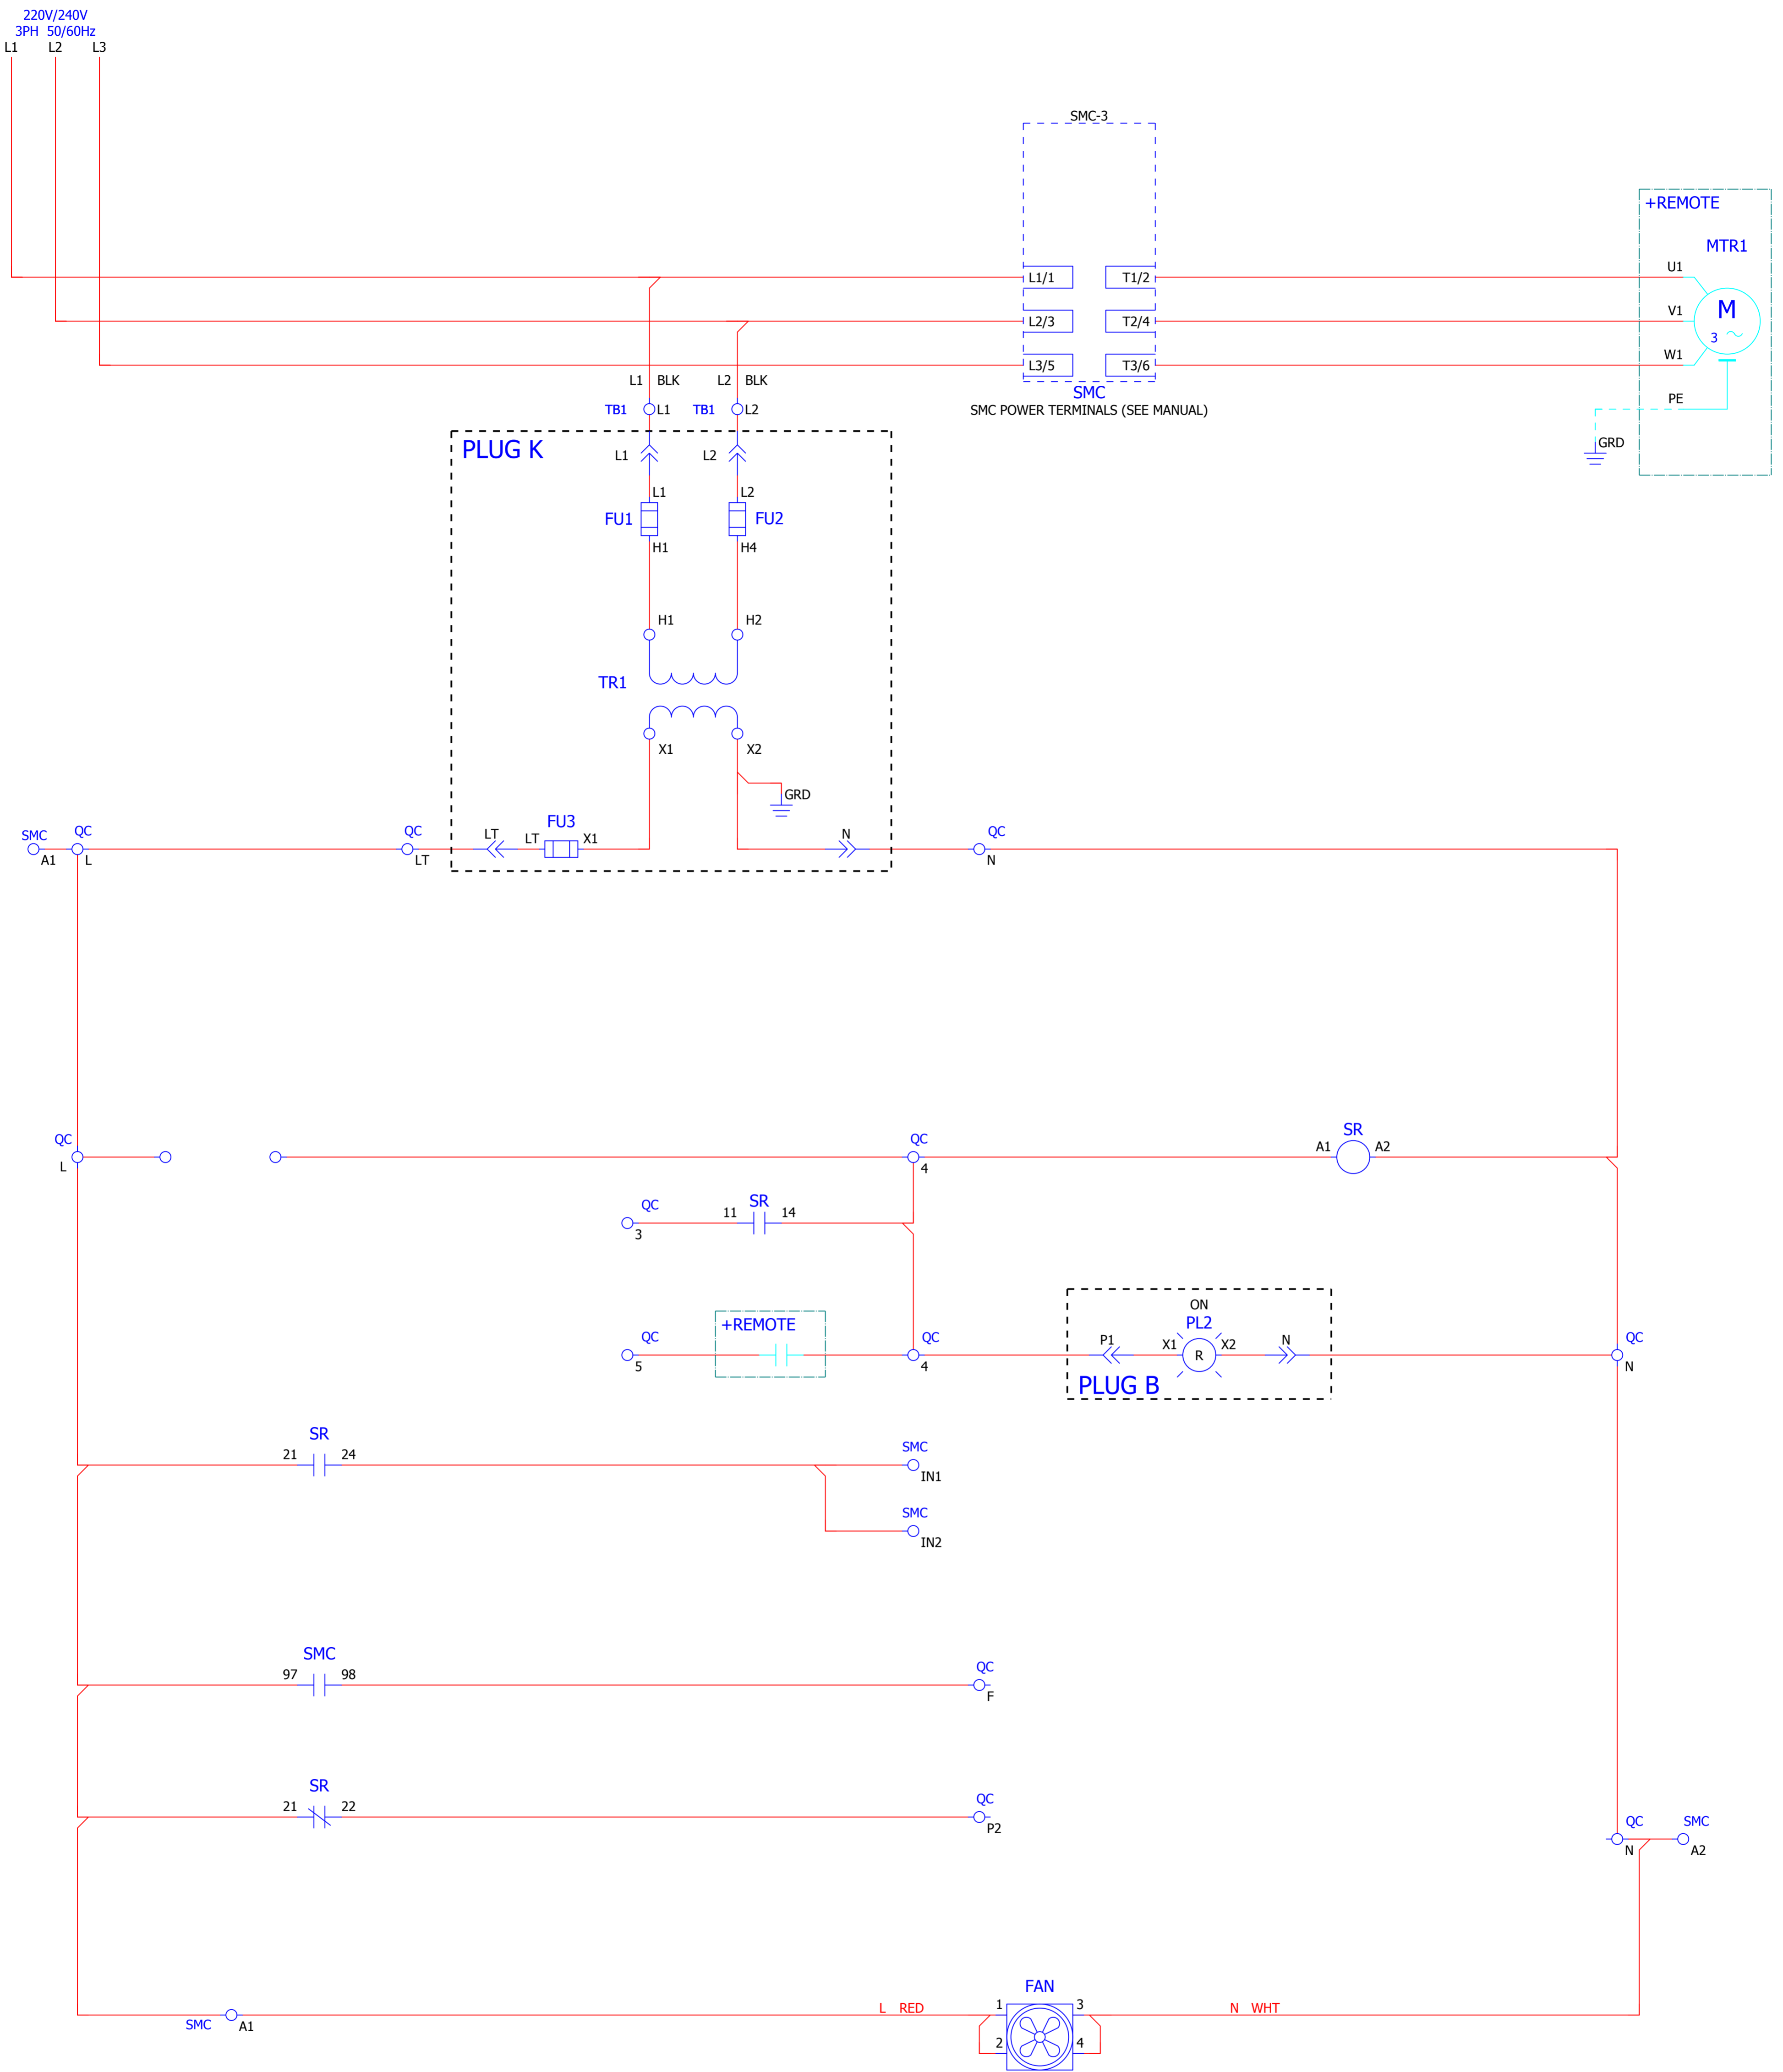 220V/240V
3PH 50/60Hz
L1 L2 L3
SMC-3
+REMOTE
MTR1
L1/1 T1/2 U1
L2/3 T2/4 V1 M
3
L3/5 T3/6 W1
L1 BLK L2 BLK
SMC
SMC POWER TERMINALS (SEE MANUAL)
PE
TB1 L1 TB1 L2
GRD
PLUG K
L1 L2
L1 L2
FU1 FU2
H1 H4
H1 H2
TR1
X1 X2
GRD
SMC QC QC LT LT FU3 X1 N QC
A1 L LT N
QC QC A1 SR A2
L 4
QC 11 SR 14
3
ON
+REMOTE PL2
QC QC P1 X1 R X2 N QC
5 4 N
PLUG B
SR
21 24 SMC
IN1
SMC
IN2
SMC
97 98 QC
F
SR
21 22 QC
P2
QC SMC
N A2
FAN
L RED 1 3 N WHT
SMC A1
2 4